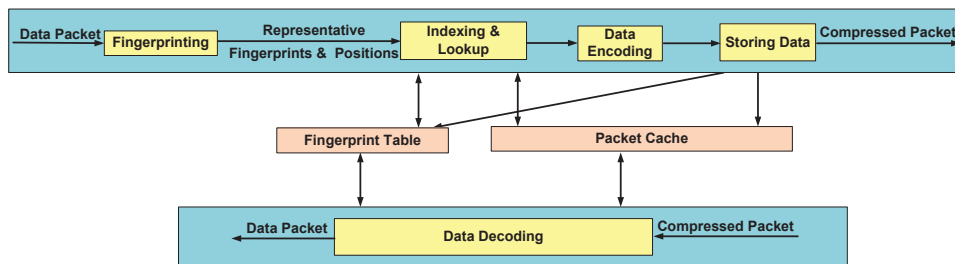 Data Packet
Fingerprinting
Representative
Fingerprints & Positions
Indexing &
Lookup
Data
Encoding
Storing Data
Compressed Packet
Fingerprint Table
Packet Cache
Data Packet
Data Decoding
Compressed Packet